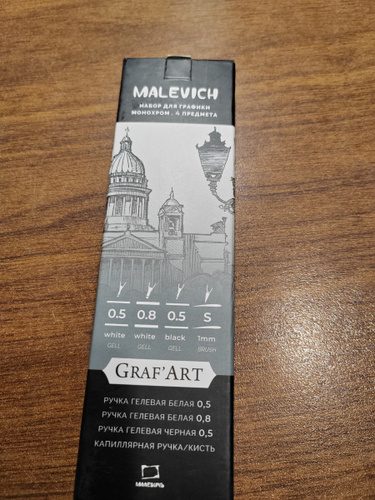 MALEVICH
НАБОР ДЛЯ ГРАФИКИ
МОНОХРОМ . 4 ПРЕДМЕТА
0.5 0.8 0.5 S
white white black 1mm
GELL GELL GELL BRUSH
GRAF'ART
РУЧКА ГЕЛЕВАЯ БЕЛАЯ 0,5
РУЧКА ГЕЛЕВАЯ БЕЛАЯ 0,8
РУЧКА ГЕЛЕВАЯ ЧЕРНАЯ 0,5
КАПИЛЛЯРНАЯ РУЧКА/КИСТЬ
МАЛЕВИЧЪ